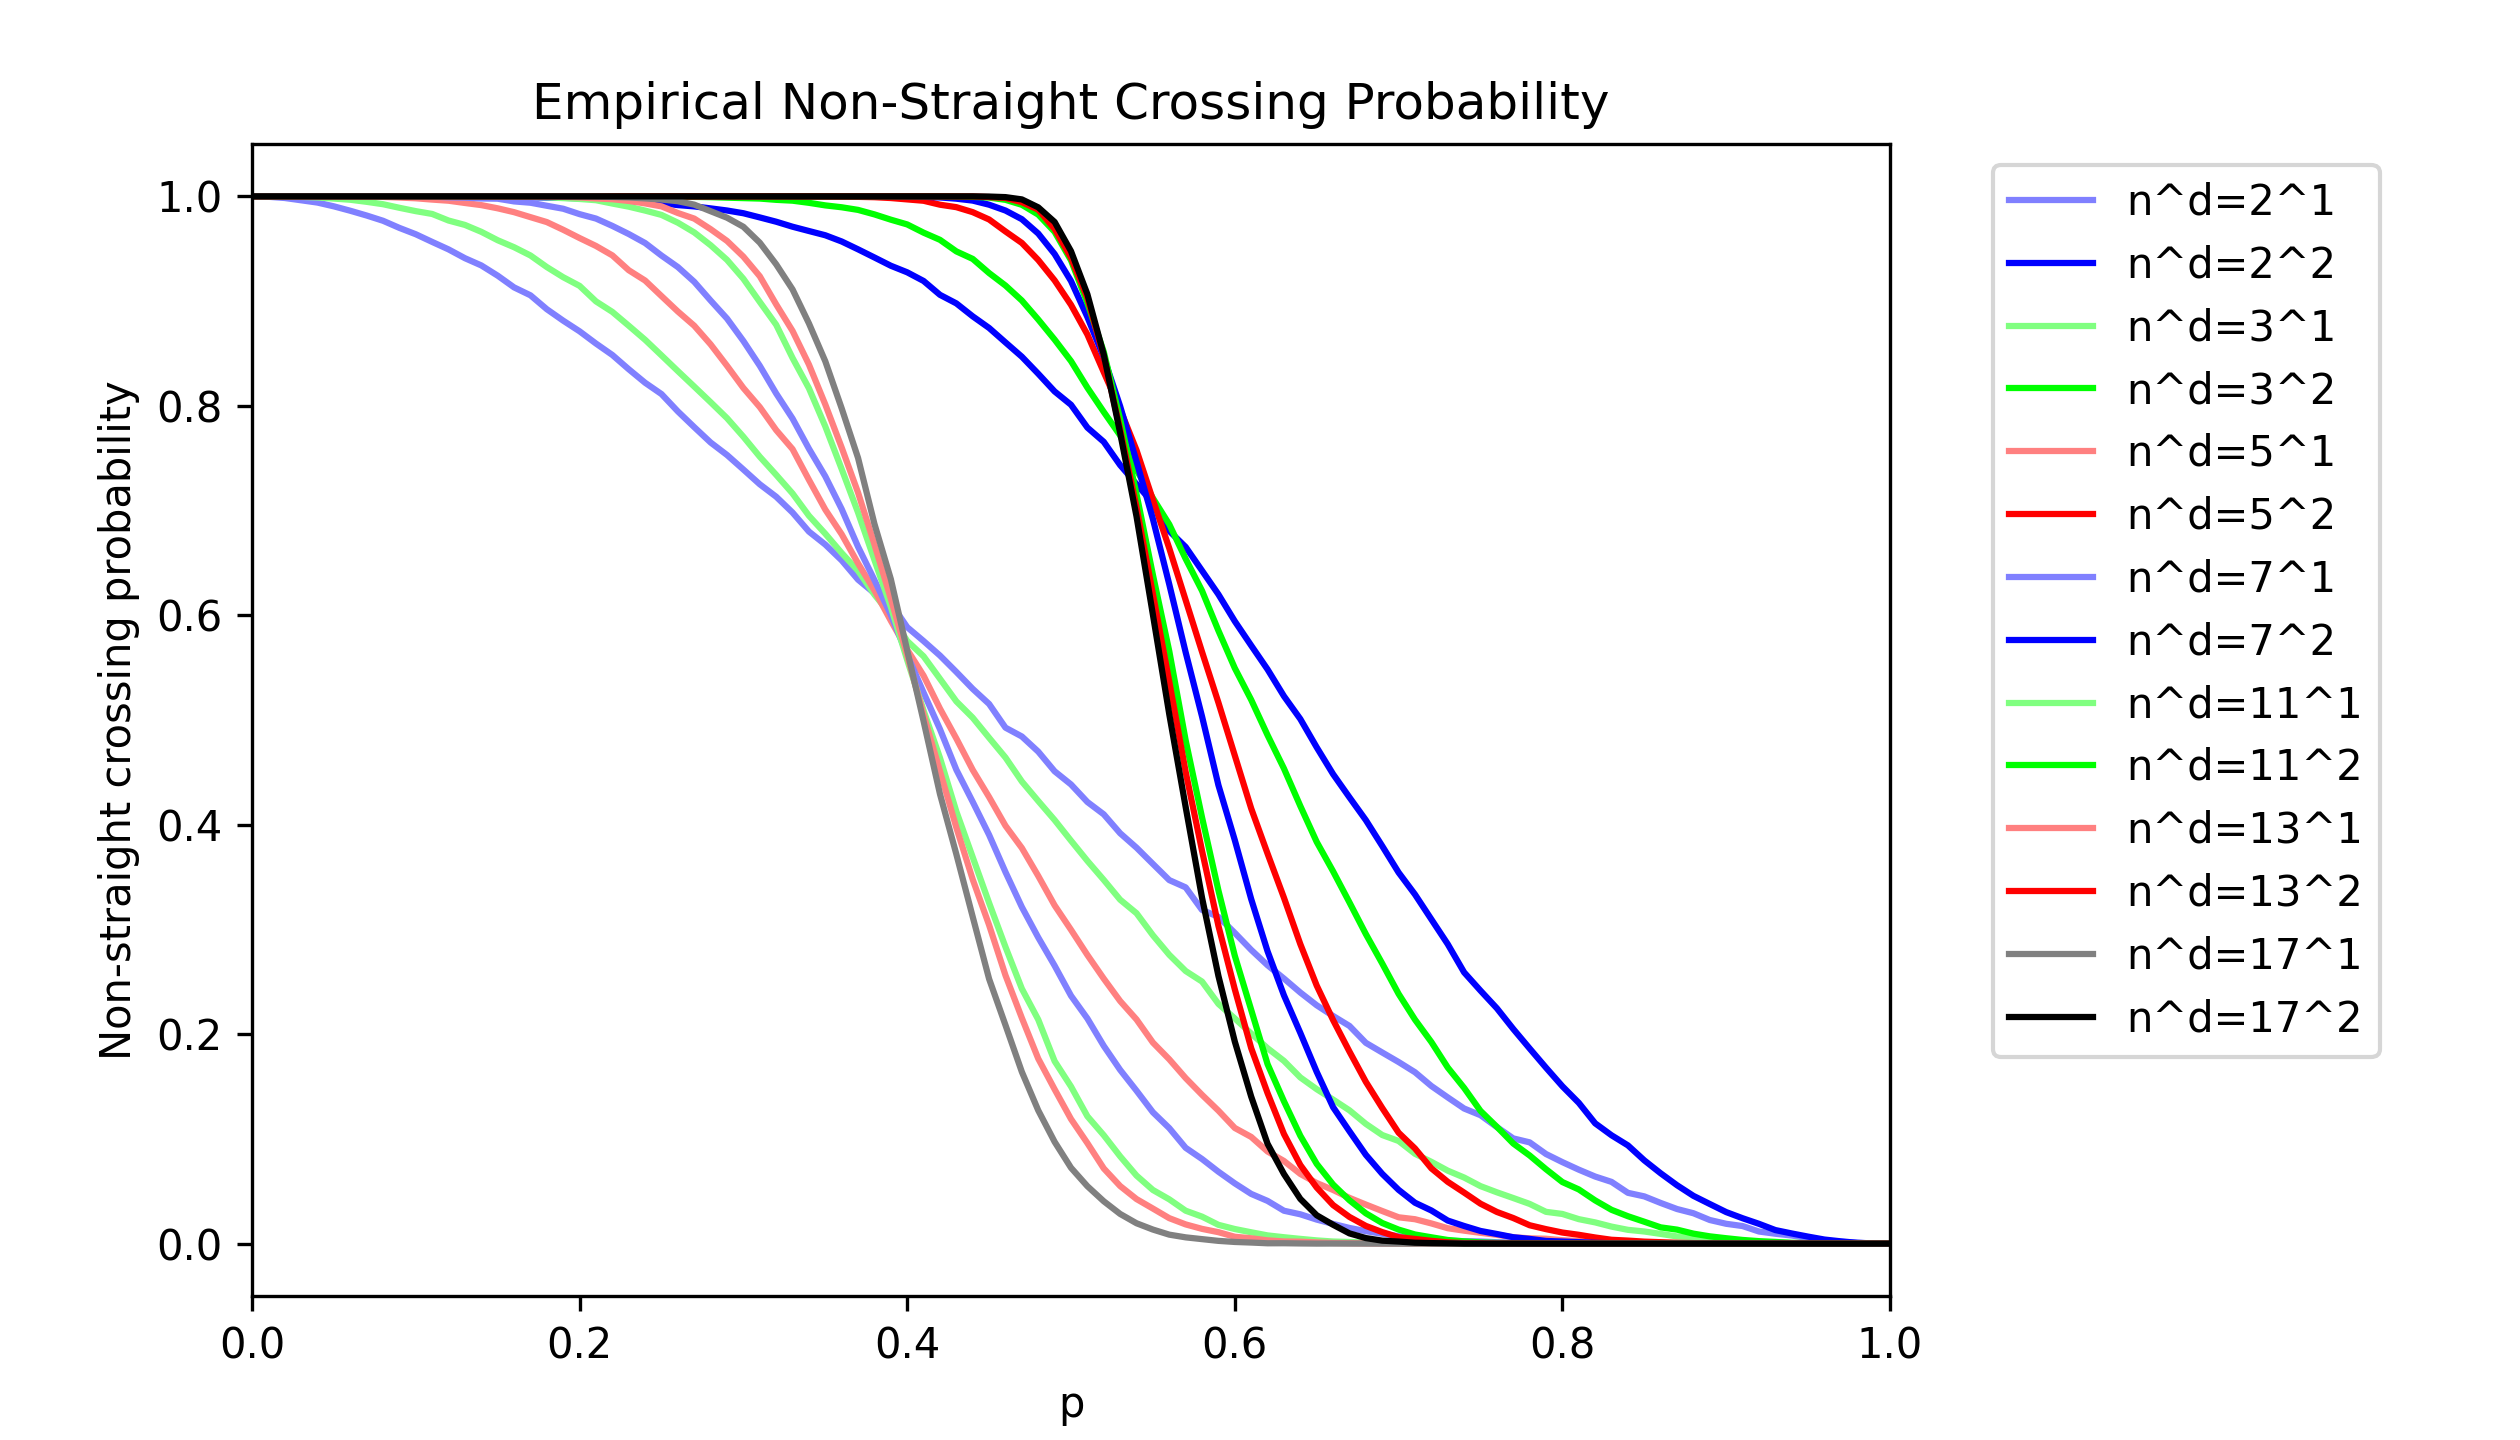 Empirical Non-Straight Crossing Probability
Non-straight crossing probability
1.0
0.8
0.6
0.4
0.2
0.0
0.0 0.2 0.4 0.6 0.8 1.0
p
n^d=2^1
n^d=2^2
n^d=3^1
n^d=3^2
n^d=5^1
n^d=5^2
n^d=7^1
n^d=7^2
n^d=11^1
n^d=11^2
n^d=13^1
n^d=13^2
n^d=17^1
n^d=17^2